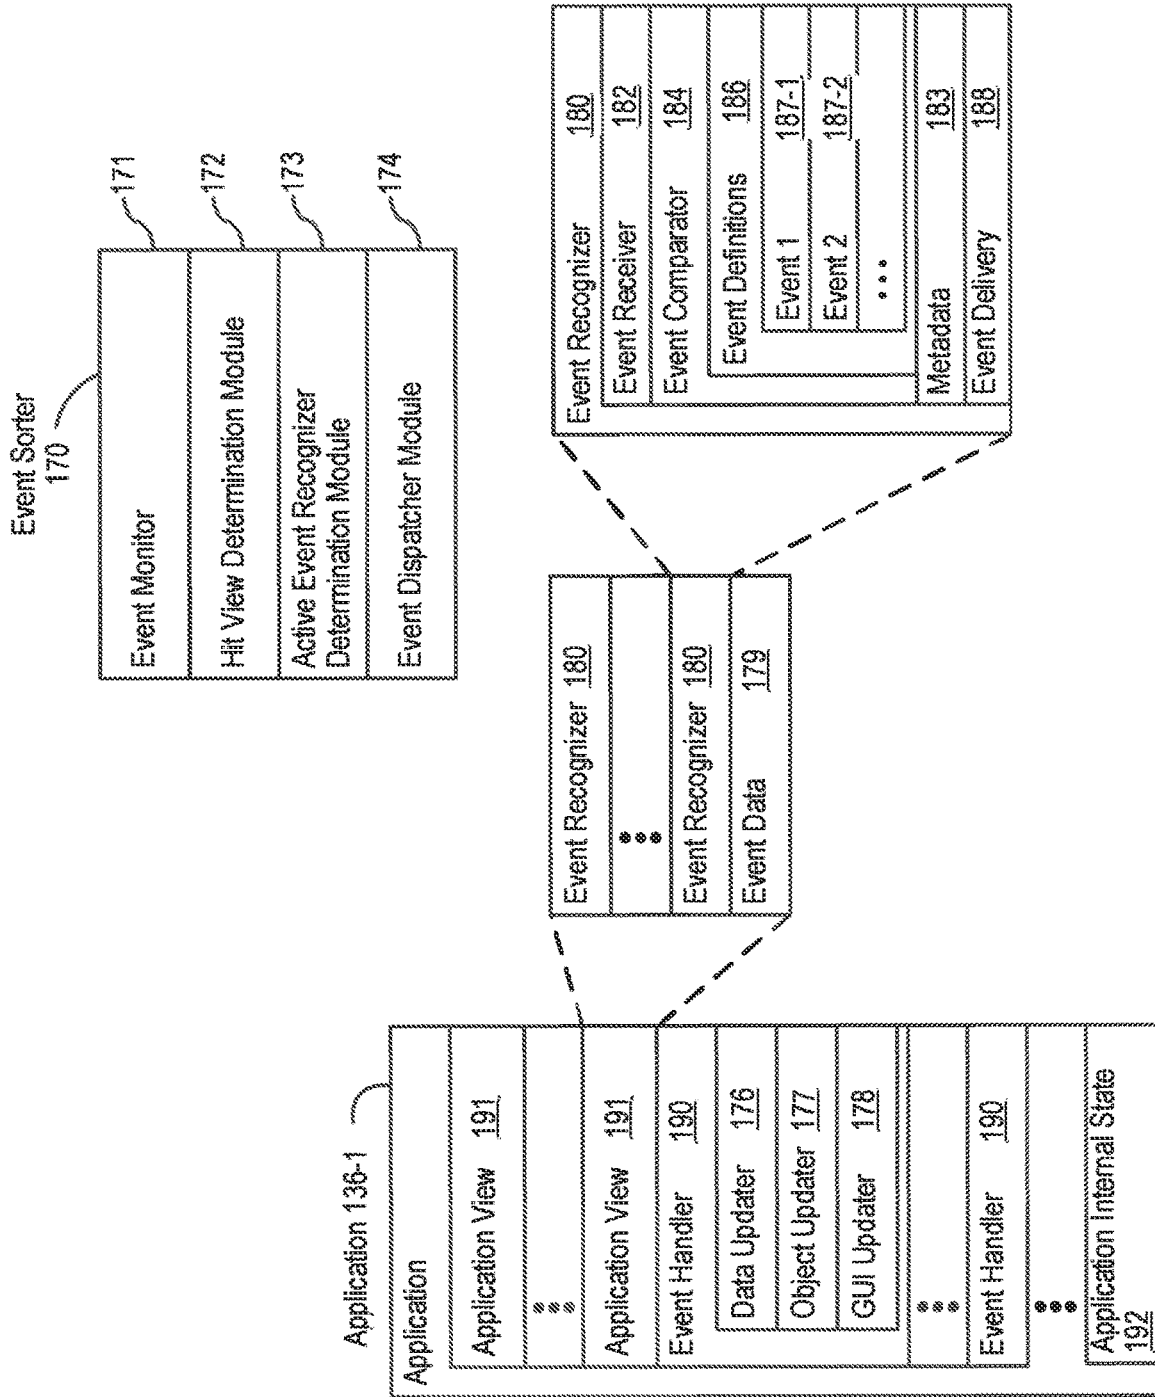 Event Sorter
170
Event Monitor
171
Hit View Determination Module
172
Active Event Recognizer
Determination Module
173
Event Dispatcher Module
174
Application 136-1
Application
Application View 191
•••
Application View 191
Event Handler 190
Data Updater 176
Object Updater 177
GUI Updater 178
•••
Event Handler 190
•••
Application Internal State
192
Event Recognizer 180
•••
Event Recognizer 180
Event Data 179
Event Recognizer 180
Event Receiver 182
Event Comparator 184
Event Definitions 186
Event 1 187-1
Event 2 187-2
•••
Metadata 183
Event Delivery 188